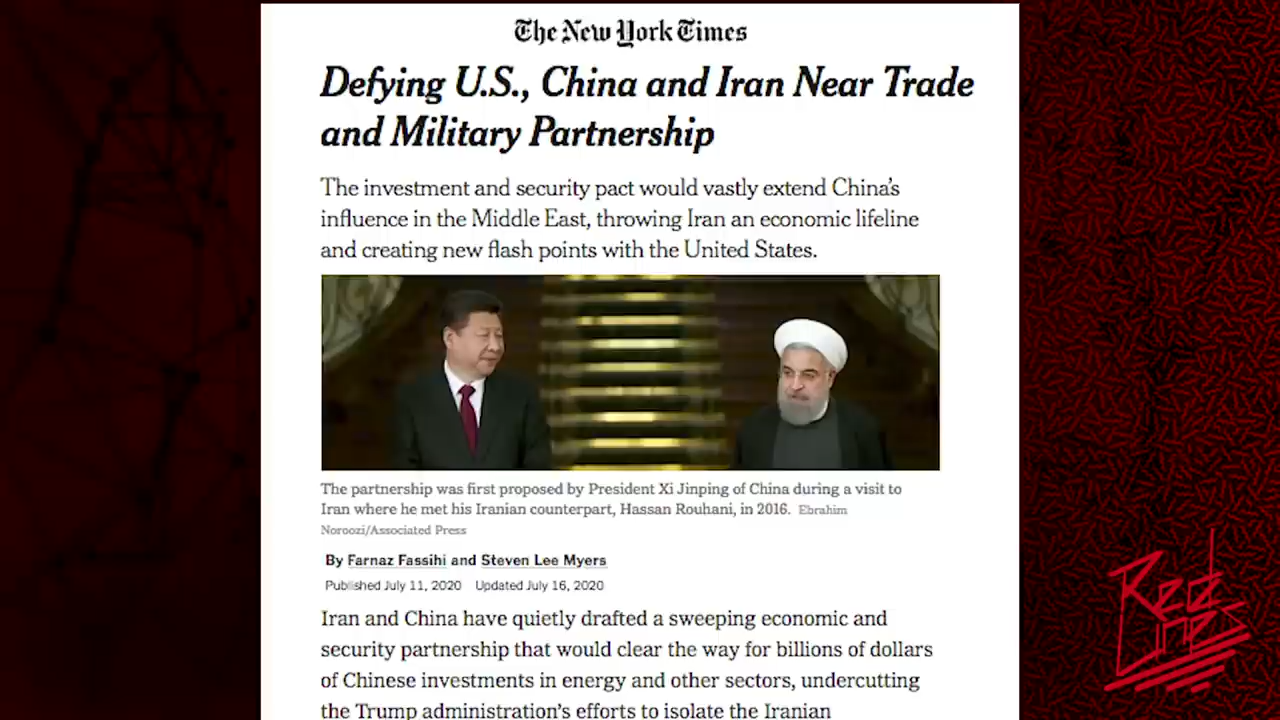 The New York Times
Defying U.S., China and Iran Near Trade
and Military Partnership
The investment and security pact would vastly extend China's
influence in the Middle East, throwing Iran an economic lifeline
and creating new flash points with the United States.
The partnership was first proposed by President Xi Jinping of China during a visit to
Iran where he met his Iranian counterpart, Hassan Rouhani, in 2016. Ebrahim
Noroozi/Associated Press
By Farnaz Fassihi and Steven Lee Myers
Published July 11, 2020 Updated July 16, 2020
Iran and China have quietly drafted a sweeping economic and
security partnership that would clear the way for billions of dollars
of Chinese investments in energy and other sectors, undercutting
the Trump administration's efforts to isolate the Iranian
Red
Lines